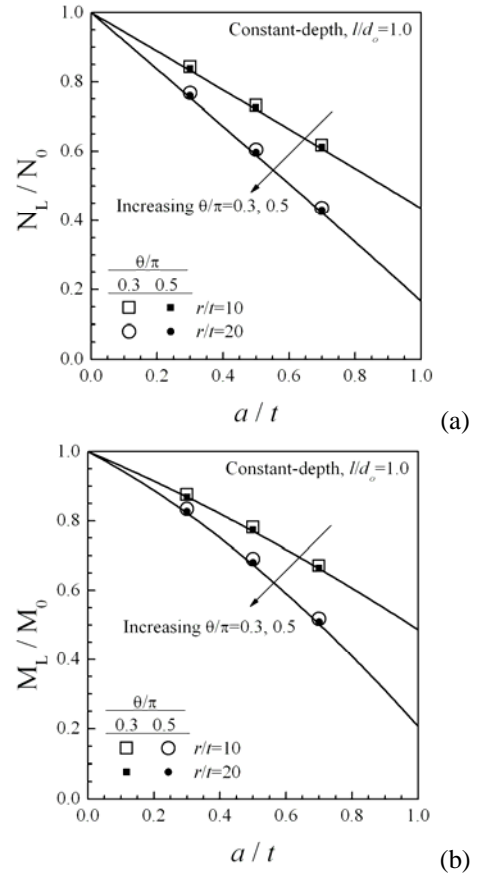 Constant-depth, l/dₒ=1.0
Increasing θ/π=0.3, 0.5
θ/π
0.3 0.5
r/t=10
r/t=20
N_L / N_0
1.0
0.8
0.6
0.4
0.2
0.0
0.0 0.2 0.4 0.6 0.8 1.0
a / t
(a)
Constant-depth, l/dₒ=1.0
Increasing θ/π=0.3, 0.5
θ/π
0.3 0.5
r/t=10
r/t=20
M_L / M_0
1.0
0.8
0.6
0.4
0.2
0.0
0.0 0.2 0.4 0.6 0.8 1.0
a / t
(b)